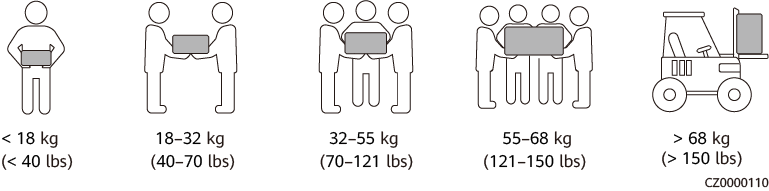 < 18 kg 18–32 kg 32–55 kg 55–68 kg > 68 kg
(< 40 lbs) (40–70 lbs) (70–121 lbs) (121–150 lbs) (> 150 lbs)
CZ0000110